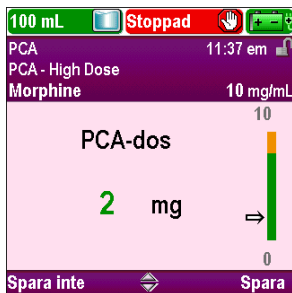 100 mL Stoppad
PCA 11:37 em
PCA - High Dose
Morphine 10 mg/mL
10
PCA-dos
2 mg
0
Spara inte Spara